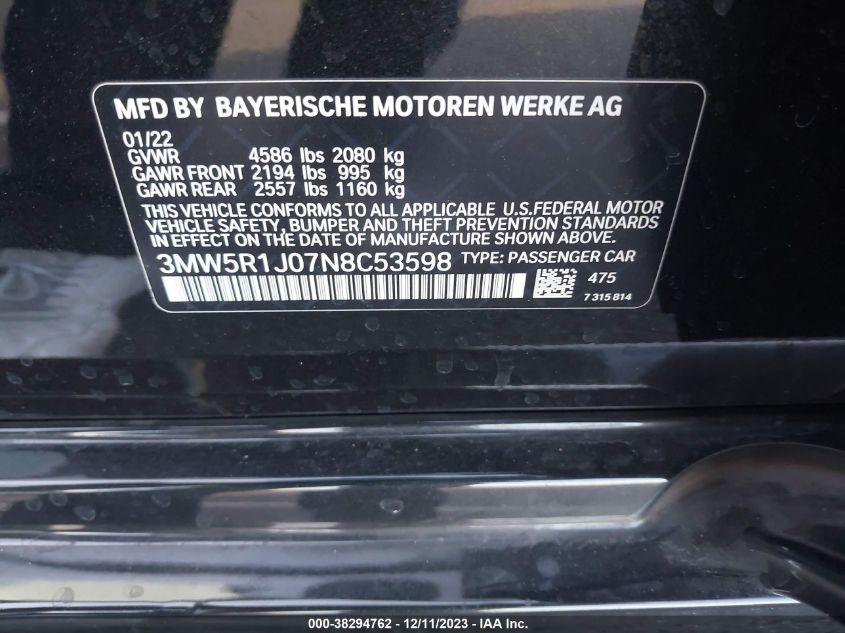 MFD BY BAYERISCHE MOTOREN WERKE AG
01/22
GVWR 4586 lbs 2080 kg
GAWR FRONT 2194 lbs 995 kg
GAWR REAR 2557 lbs 1160 kg
THIS VEHICLE CONFORMS TO ALL APPLICABLE U.S.FEDERAL MOTOR
VEHICLE SAFETY, BUMPER AND THEFT PREVENTION STANDARDS
IN EFFECT ON THE DATE OF MANUFACTURE SHOWN ABOVE.
3MW5R1J07N8C53598 TYPE: PASSENGER CAR
475
7 315 814
000-38294762 - 12/11/2023 - IAA Inc.